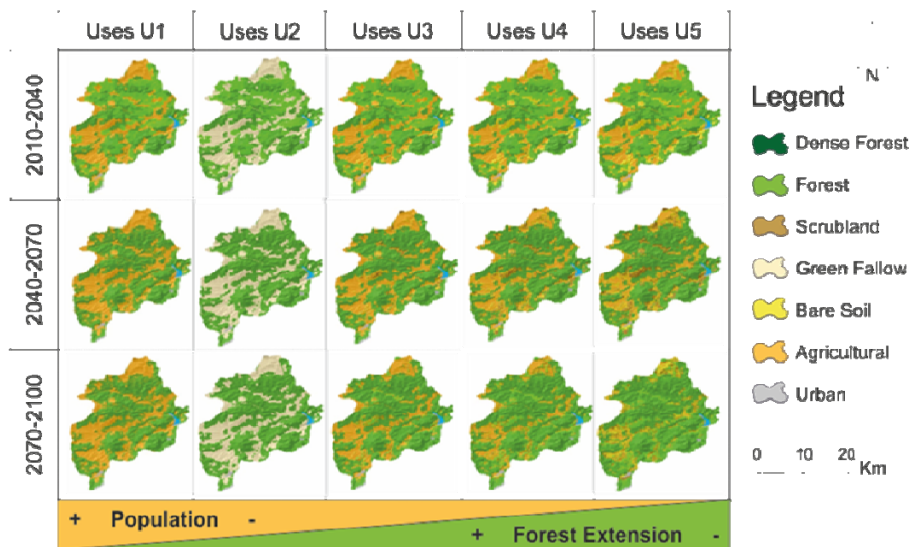 Uses U1 Uses U2 Uses U3 Uses U4 Uses U5
2010-2040
2040-2070
2070-2100
N
Legend
Dense Forest
Forest
Scrubland
Green Fallow
Bare Soil
Agricultural
Urban
0 10 20
Km
+ Population -
+ Forest Extension -